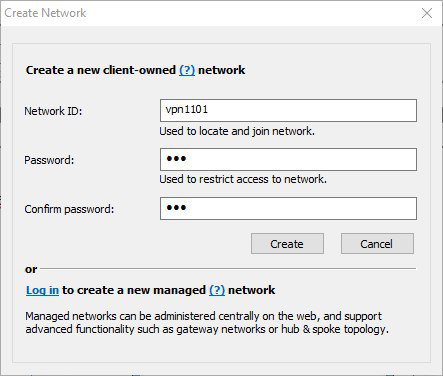 Create Network
Create a new client-owned (?) network
Network ID:
vpn1101
Used to locate and join network.
Password:
●●●
Used to restrict access to network.
Confirm password:
●●●
Create
Cancel
or
Log in to create a new managed (?) network
Managed networks can be administered centrally on the web, and support
advanced functionality such as gateway networks or hub & spoke topology.